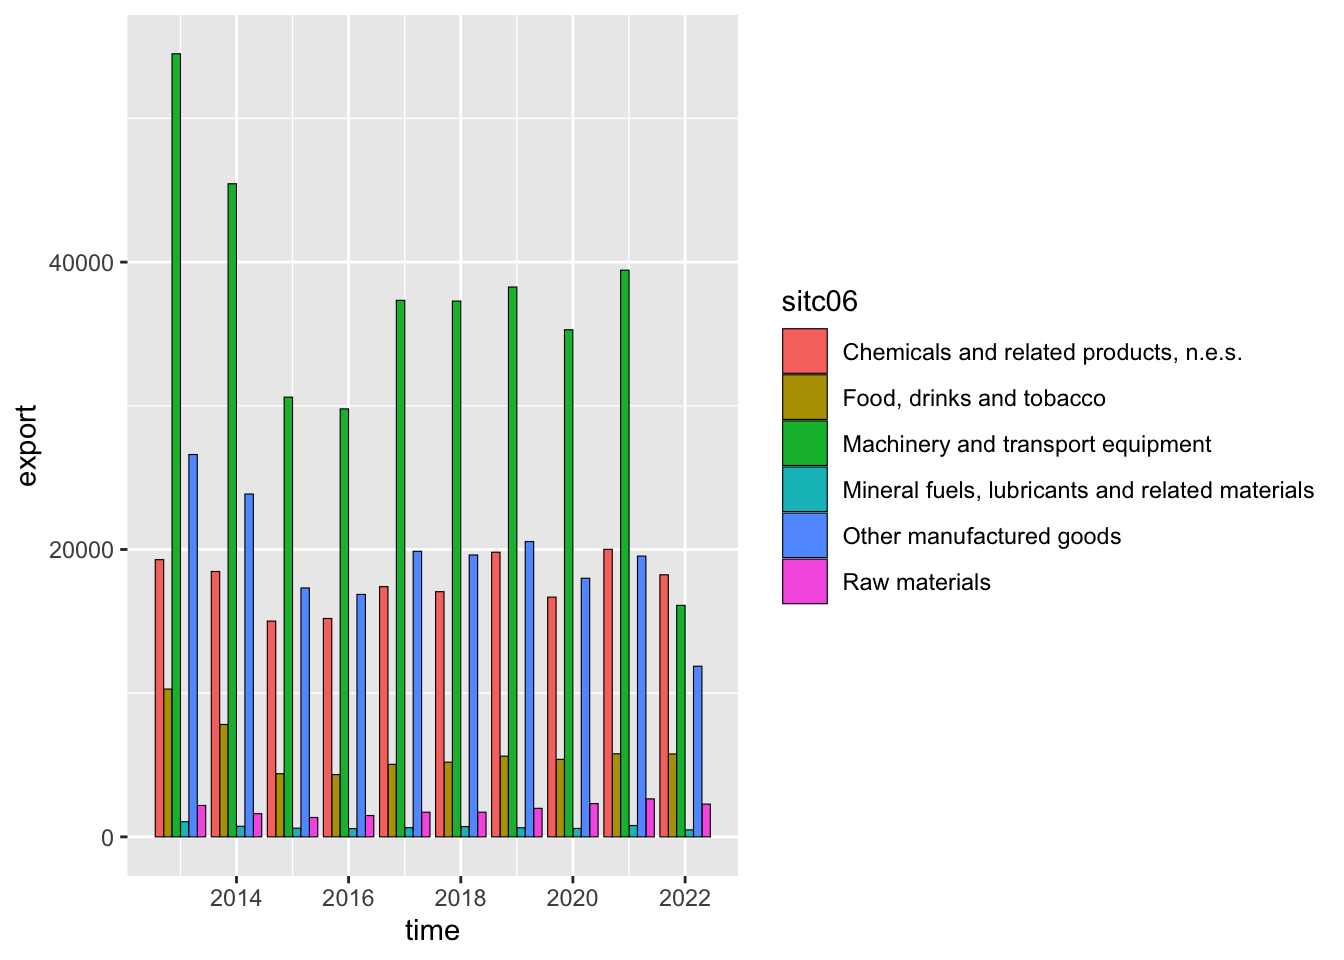 export
40000
20000
0
2014 2016 2018 2020 2022
time
sitc06
Chemicals and related products, n.e.s.
Food, drinks and tobacco
Machinery and transport equipment
Mineral fuels, lubricants and related materials
Other manufactured goods
Raw materials